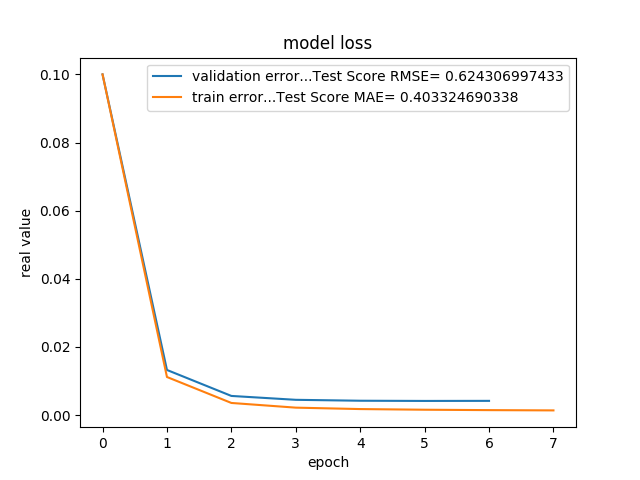 model loss
validation error...Test Score RMSE= 0.624306997433
train error...Test Score MAE= 0.403324690338
real value
0.10
0.08
0.06
0.04
0.02
0.00
0 1 2 3 4 5 6 7
epoch